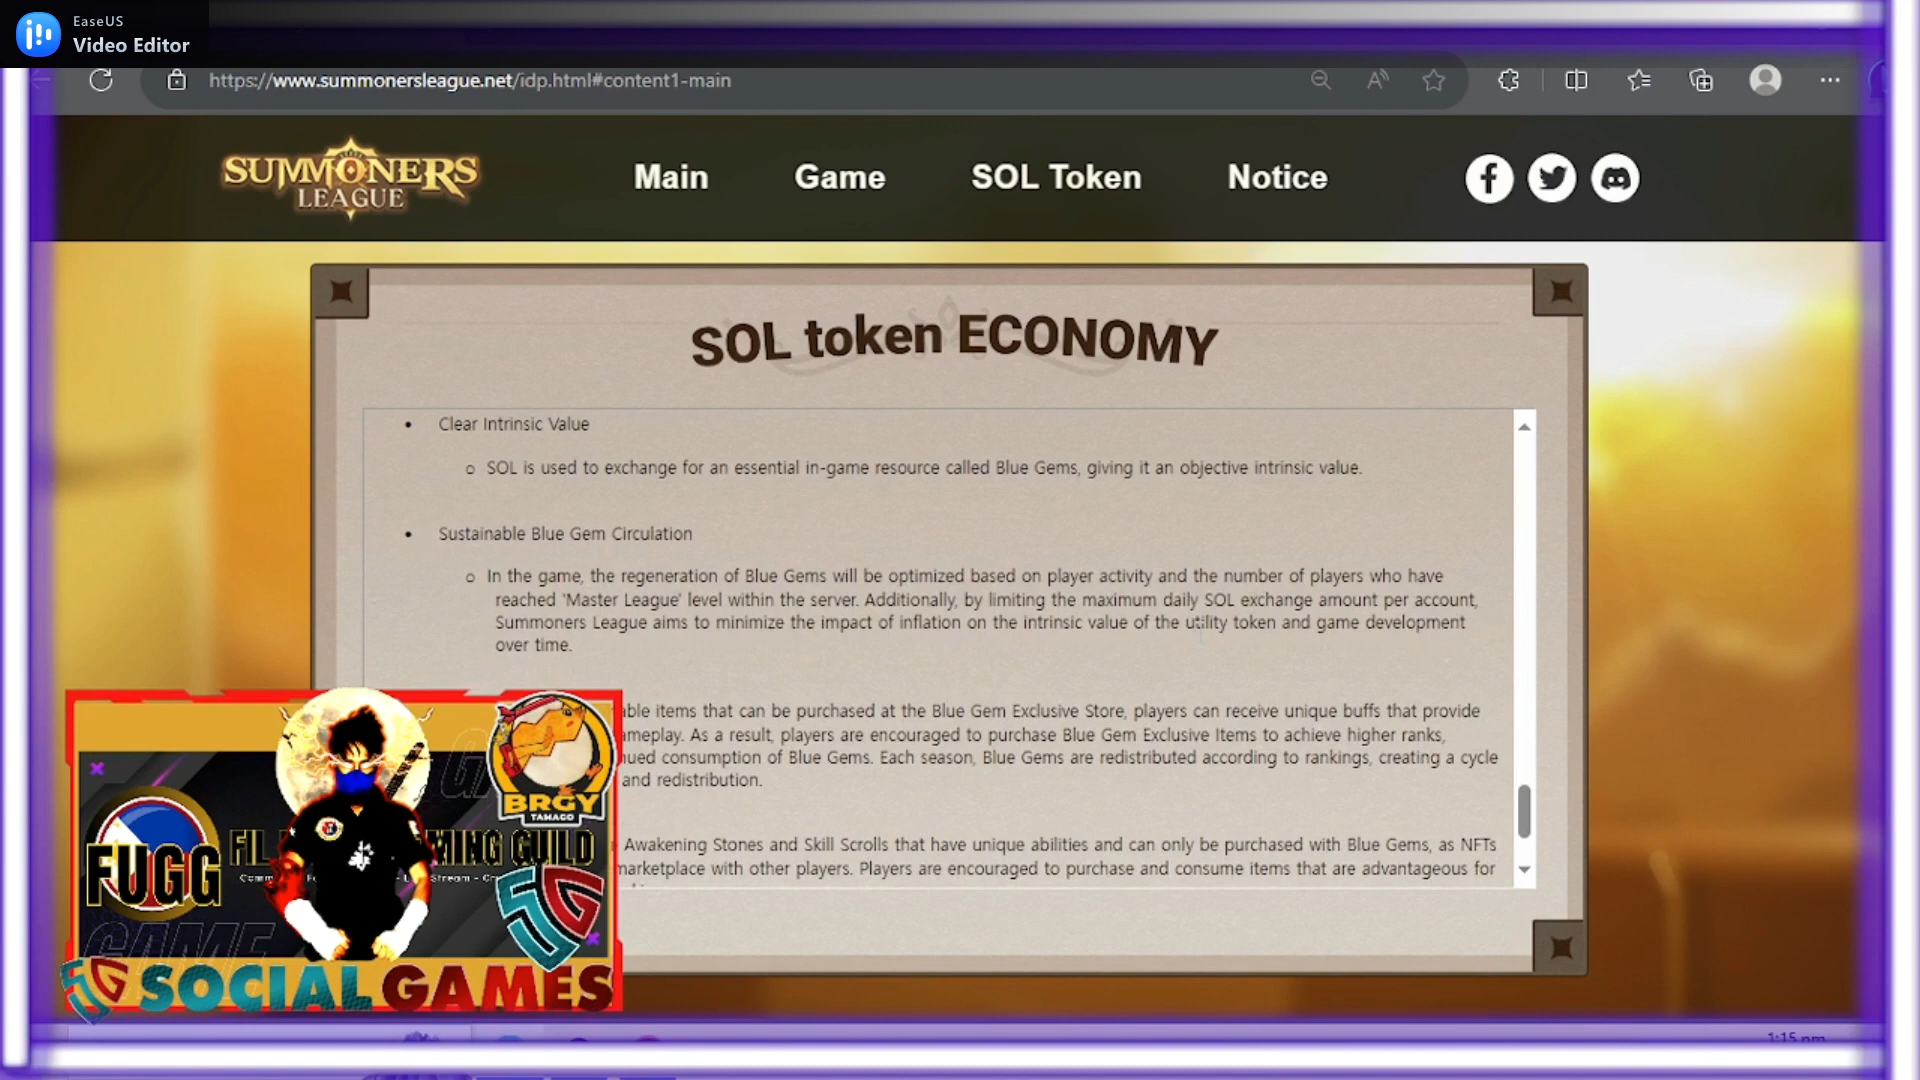 EaseUS
Video Editor
https://www.summonersleague.net/idp.html#content1-main
SUMMONERS
LEAGUE
Main
Game
SOL Token
Notice
SOL token ECONOMY
• Clear Intrinsic Value
o SOL is used to exchange for an essential in-game resource called Blue Gems, giving it an objective intrinsic value.
• Sustainable Blue Gem Circulation
o In the game, the regeneration of Blue Gems will be optimized based on player activity and the number of players who have
reached 'Master League' level within the server. Additionally, by limiting the maximum daily SOL exchange amount per account,
Summoners League aims to minimize the impact of inflation on the intrinsic value of the utility token and game development
over time.
items that can be purchased at the Blue Gem Exclusive Store, players can receive unique buffs that provide
As a result, players are encouraged to purchase Blue Gem Exclusive Items to achieve higher ranks,
consumption of Blue Gems. Each season, Blue Gems are redistributed according to rankings, creating a cycle
and redistribution.
Awakening Stones and Skill Scrolls that have unique abilities and can only be purchased with Blue Gems, as NFTs
marketplace with other players. Players are encouraged to purchase and consume items that are advantageous for
BRGY
TAMAGO
FUGG
GUILD
SG
SG SOCIAL GAMES
1:15 pm